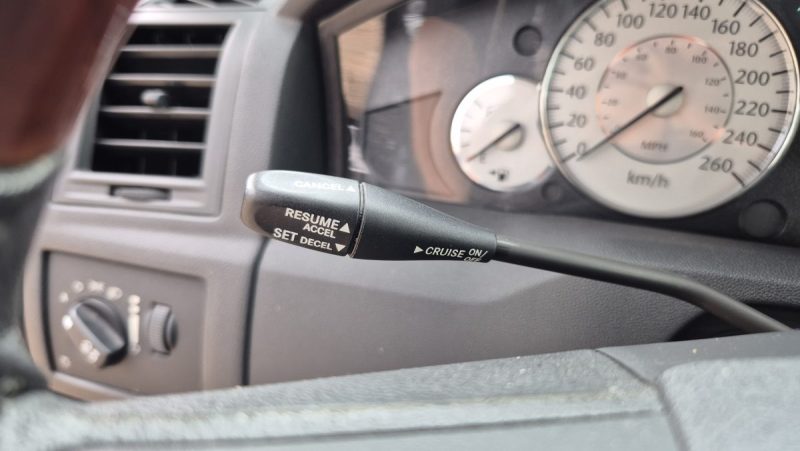 CANCEL▲
RESUME▲
ACCEL
SET DECEL▼
▶CRUISE ON/
OFF
0
20
40
60
80
100
120
140
160
180
200
220
240
260
km/h
MPH